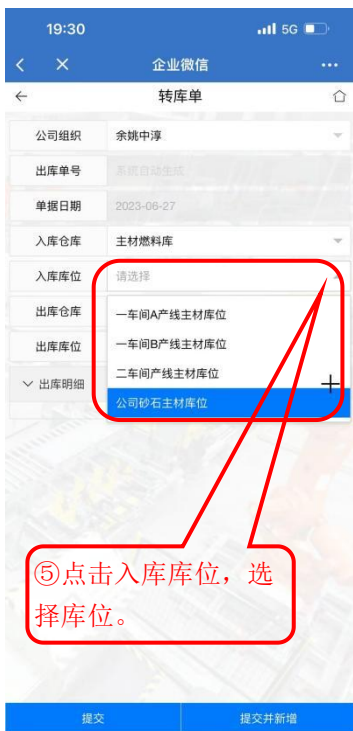 19:30 5G
企业微信
转库单
公司组织 余姚中淳
出库单号 系统自动生成
单据日期 2023-06-27
入库仓库 主材燃料库
入库库位 请选择
出库仓库 一车间A产线主材库位
出库库位 一车间B产线主材库位
二车间产线主材库位
出库明细
公司砂石主材库位
⑤点击入库库位，选
择库位。
提交 提交并新增